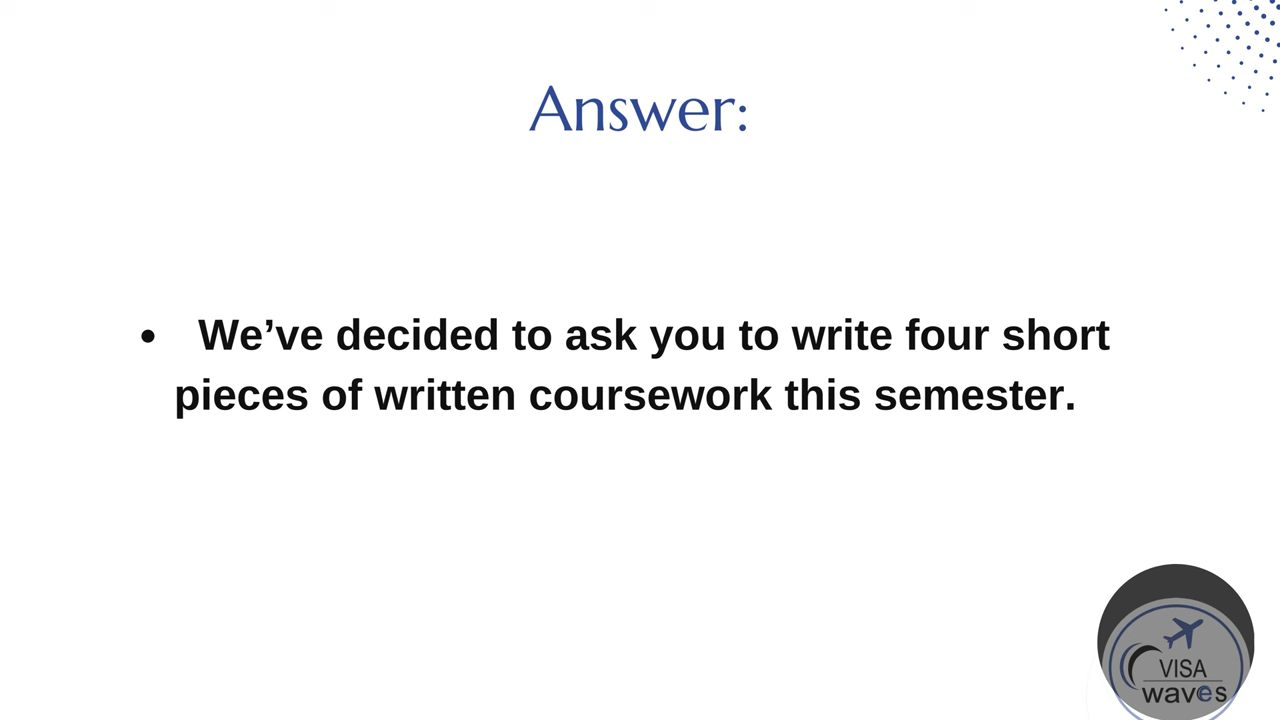 Answer:
• We’ve decided to ask you to write four short
pieces of written coursework this semester.
VISA
waves